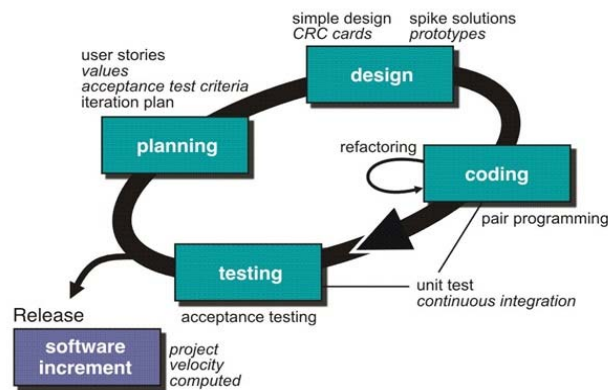 simple design
CRC cards
spike solutions
prototypes
user stories
values
acceptance test criteria
iteration plan
design
planning
refactoring
coding
pair programming
testing
unit test
continuous integration
acceptance testing
Release
software
increment
project
velocity
computed